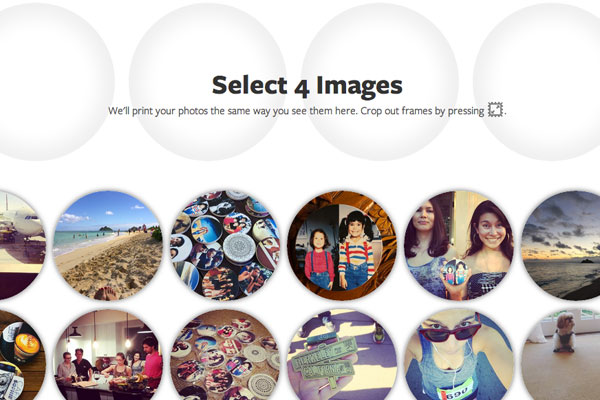 Select 4 Images
We'll print your photos the same way you see them here. Crop out frames by pressing .
690